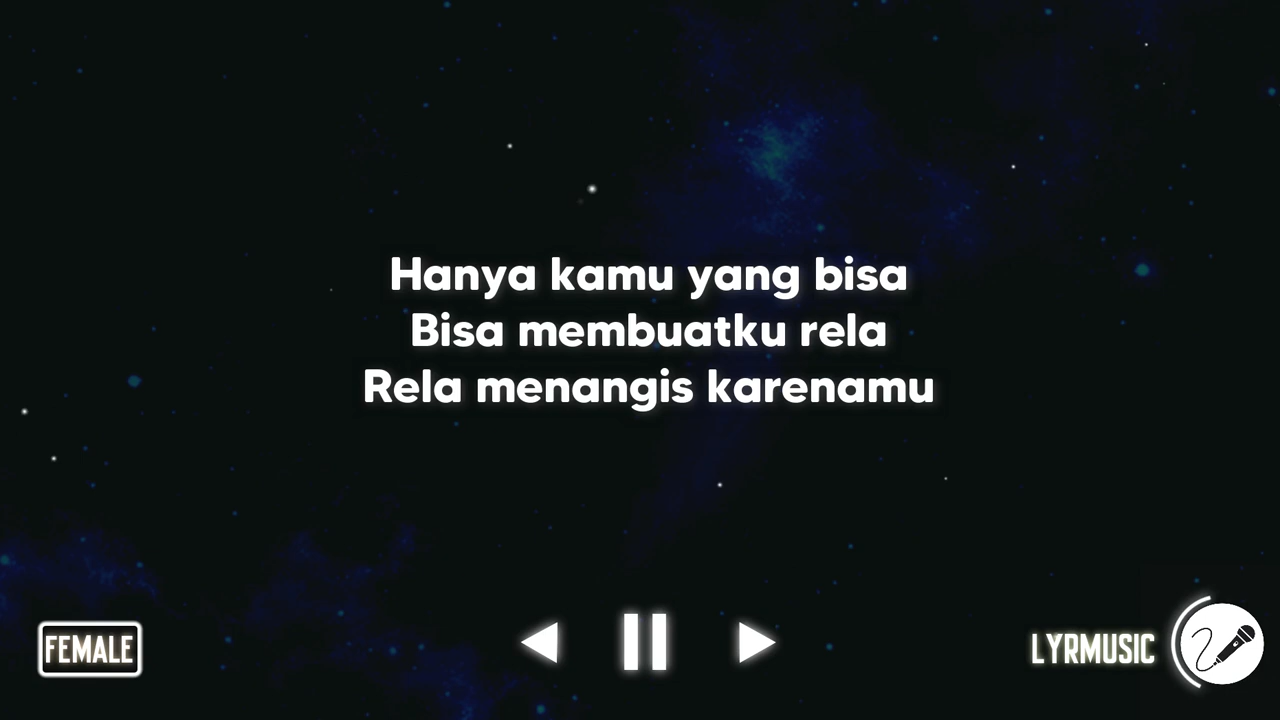 Hanya kamu yang bisa
Bisa membuatku rela
Rela menangis karenamu
FEMALE
LYRMUSIC